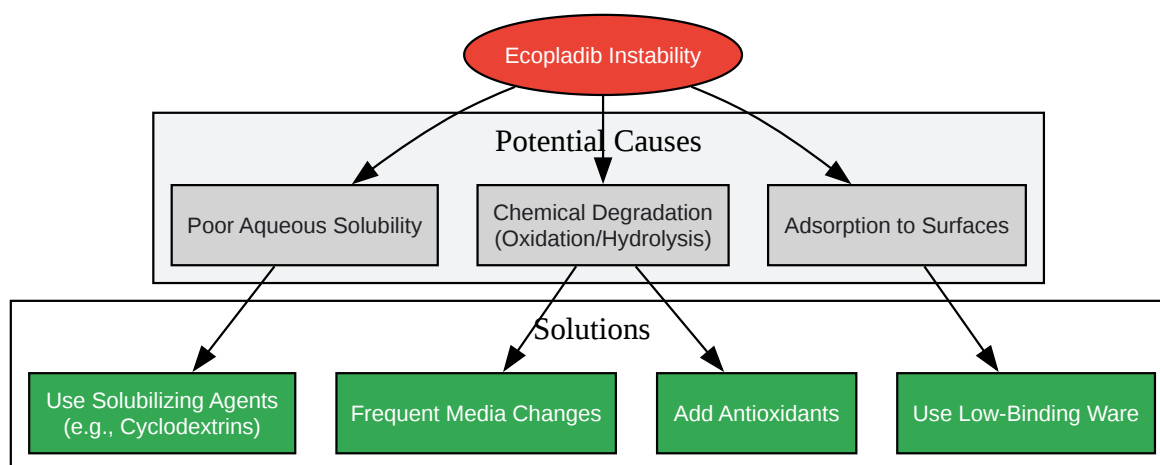 Ecopladib Instability
Potential Causes
Poor Aqueous Solubility
Chemical Degradation
(Oxidation/Hydrolysis)
Adsorption to Surfaces
Solutions
Use Solubilizing Agents
(e.g., Cyclodextrins)
Frequent Media Changes
Add Antioxidants
Use Low-Binding Ware